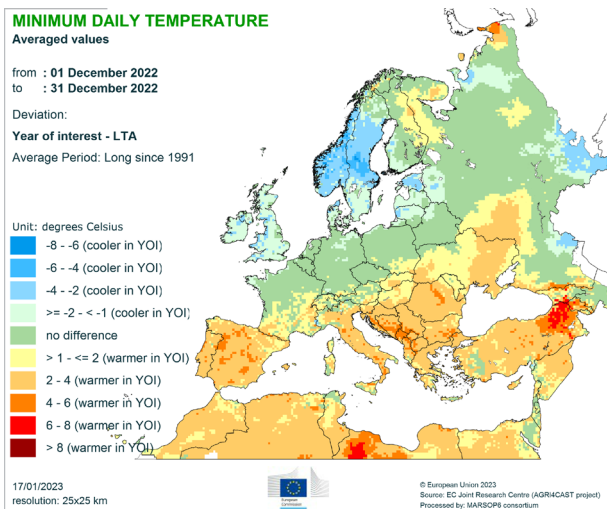 MINIMUM DAILY TEMPERATURE
Averaged values
from : 01 December 2022
to : 31 December 2022
Deviation:
Year of interest - LTA
Average Period: Long since 1991
Unit: degrees Celsius
-8 - -6 (cooler in YOI)
-6 - -4 (cooler in YOI)
-4 - -2 (cooler in YOI)
>= -2 - < -1 (cooler in YOI)
no difference
> 1 - <= 2 (warmer in YOI)
2 - 4 (warmer in YOI)
4 - 6 (warmer in YOI)
6 - 8 (warmer in YOI)
> 8 (warmer in YOI)
17/01/2023
resolution: 25x25 km
European
Commission
© European Union 2023
Source: EC Joint Research Centre (AGRI4CAST project)
Processed by: MARSOP6 consortium